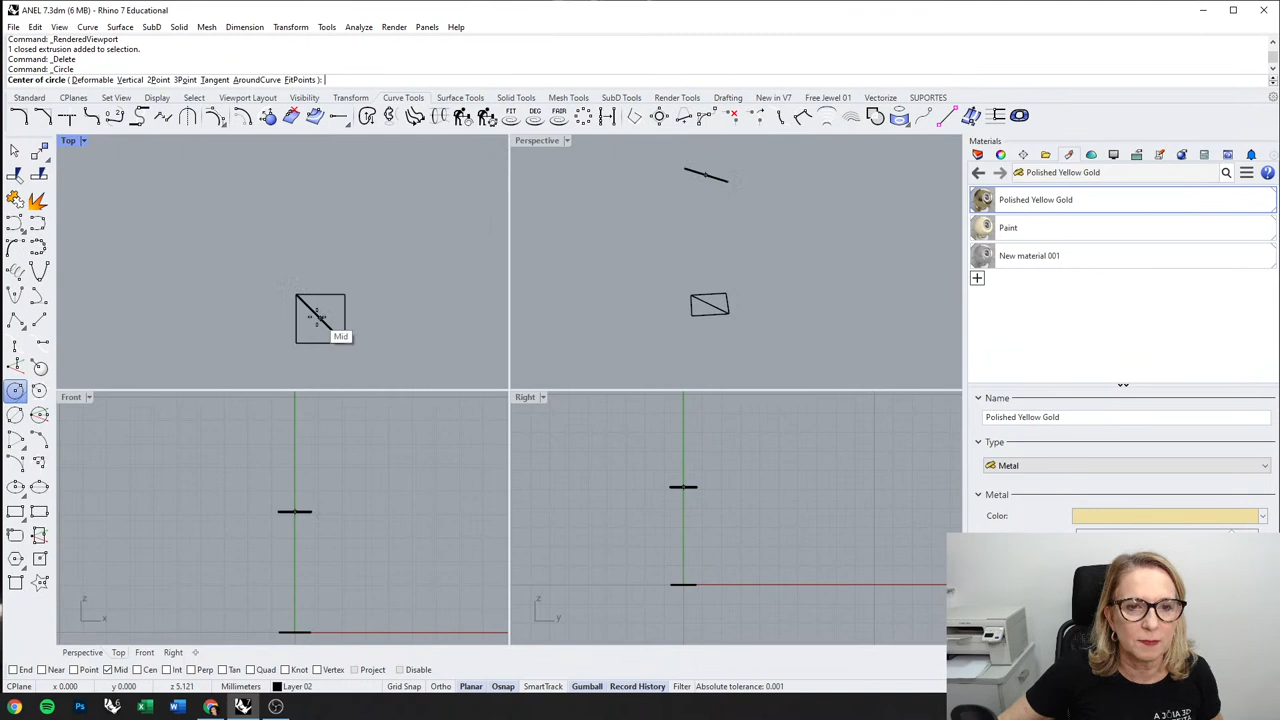 ANEL 7.3dm (6 MB) - Rhino 7 Educational
File Edit View Curve Surface SubD Solid Mesh Dimension Transform Tools Analyze Render Panels Help
Command: _RenderedViewport
1 closed extrusion added to selection.
Command: _Delete
Command: _Circle
Center of circle ( Deformable Vertical 2Point 3Point Tangent AroundCurve FitPoints ):
Standard CPlanes Set View Display Select Viewport Layout Visibility Transform Curve Tools Surface Tools Solid Tools Mesh Tools SubD Tools Render Tools Drafting New in V7 Free Jewel 01 Vectorize SUPORTES
FIT DEG
Top
Perspective
Materials
Polished Yellow Gold
Polished Yellow Gold
Paint
New material 001
Mid
Front
Right
Name
Polished Yellow Gold
Type
Metal
Metal
Color:
z
x
z
y
Perspective Top Front Right
End Near Point Mid Cen Int Perp Tan Quad Knot Vertex Project Disable
CPlane x 0.000 y 0.000 z 5.121 Millimeters Layer 02 Grid Snap Ortho Planar Osnap SmartTrack Gumball Record History Filter Absolute tolerance: 0.001
A JÓIA 3D